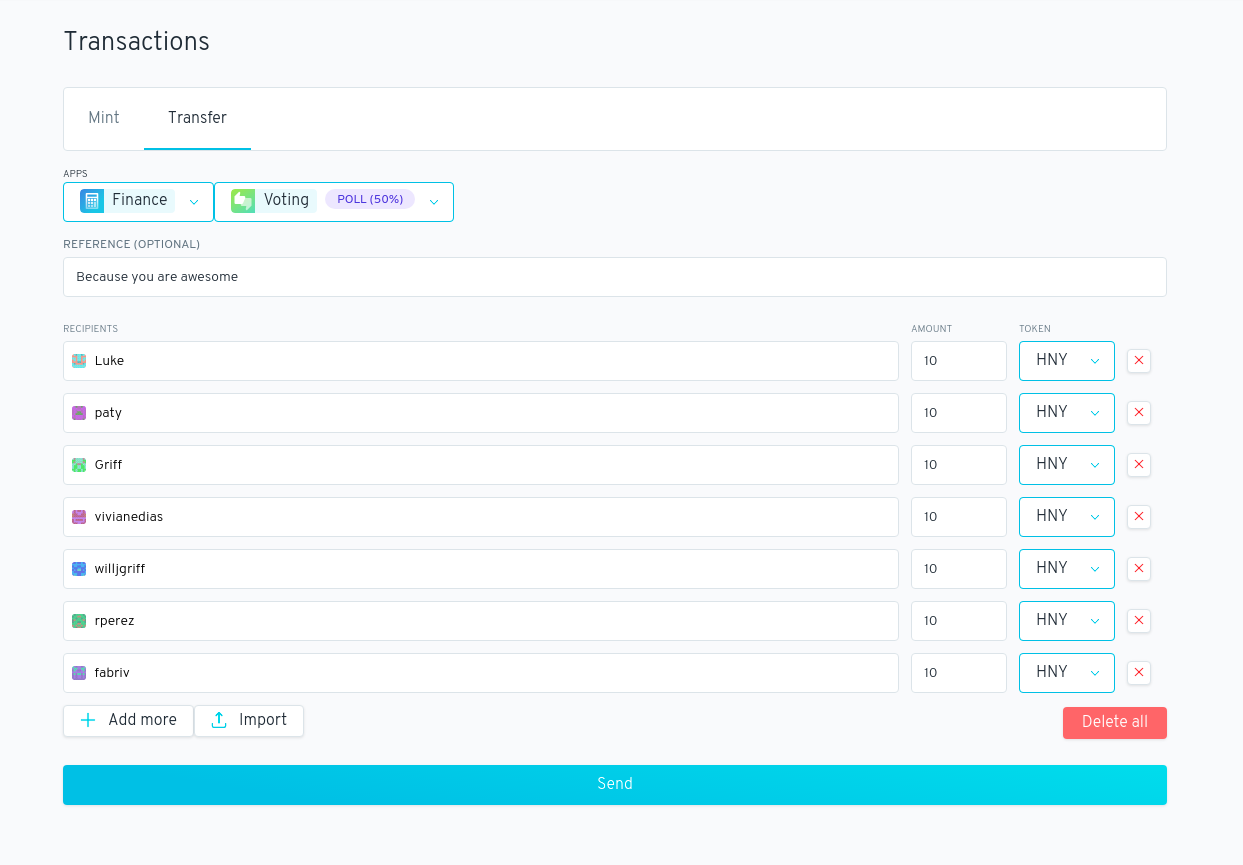 Transactions
Mint Transfer
APPS
Finance Voting POLL (50%)
REFERENCE (OPTIONAL)
Because you are awesome
RECIPIENTS AMOUNT TOKEN
Luke 10 HNY
paty 10 HNY
Griff 10 HNY
vivianedias 10 HNY
willjgriff 10 HNY
rperez 10 HNY
fabriv 10 HNY
Add more Import Delete all
Send